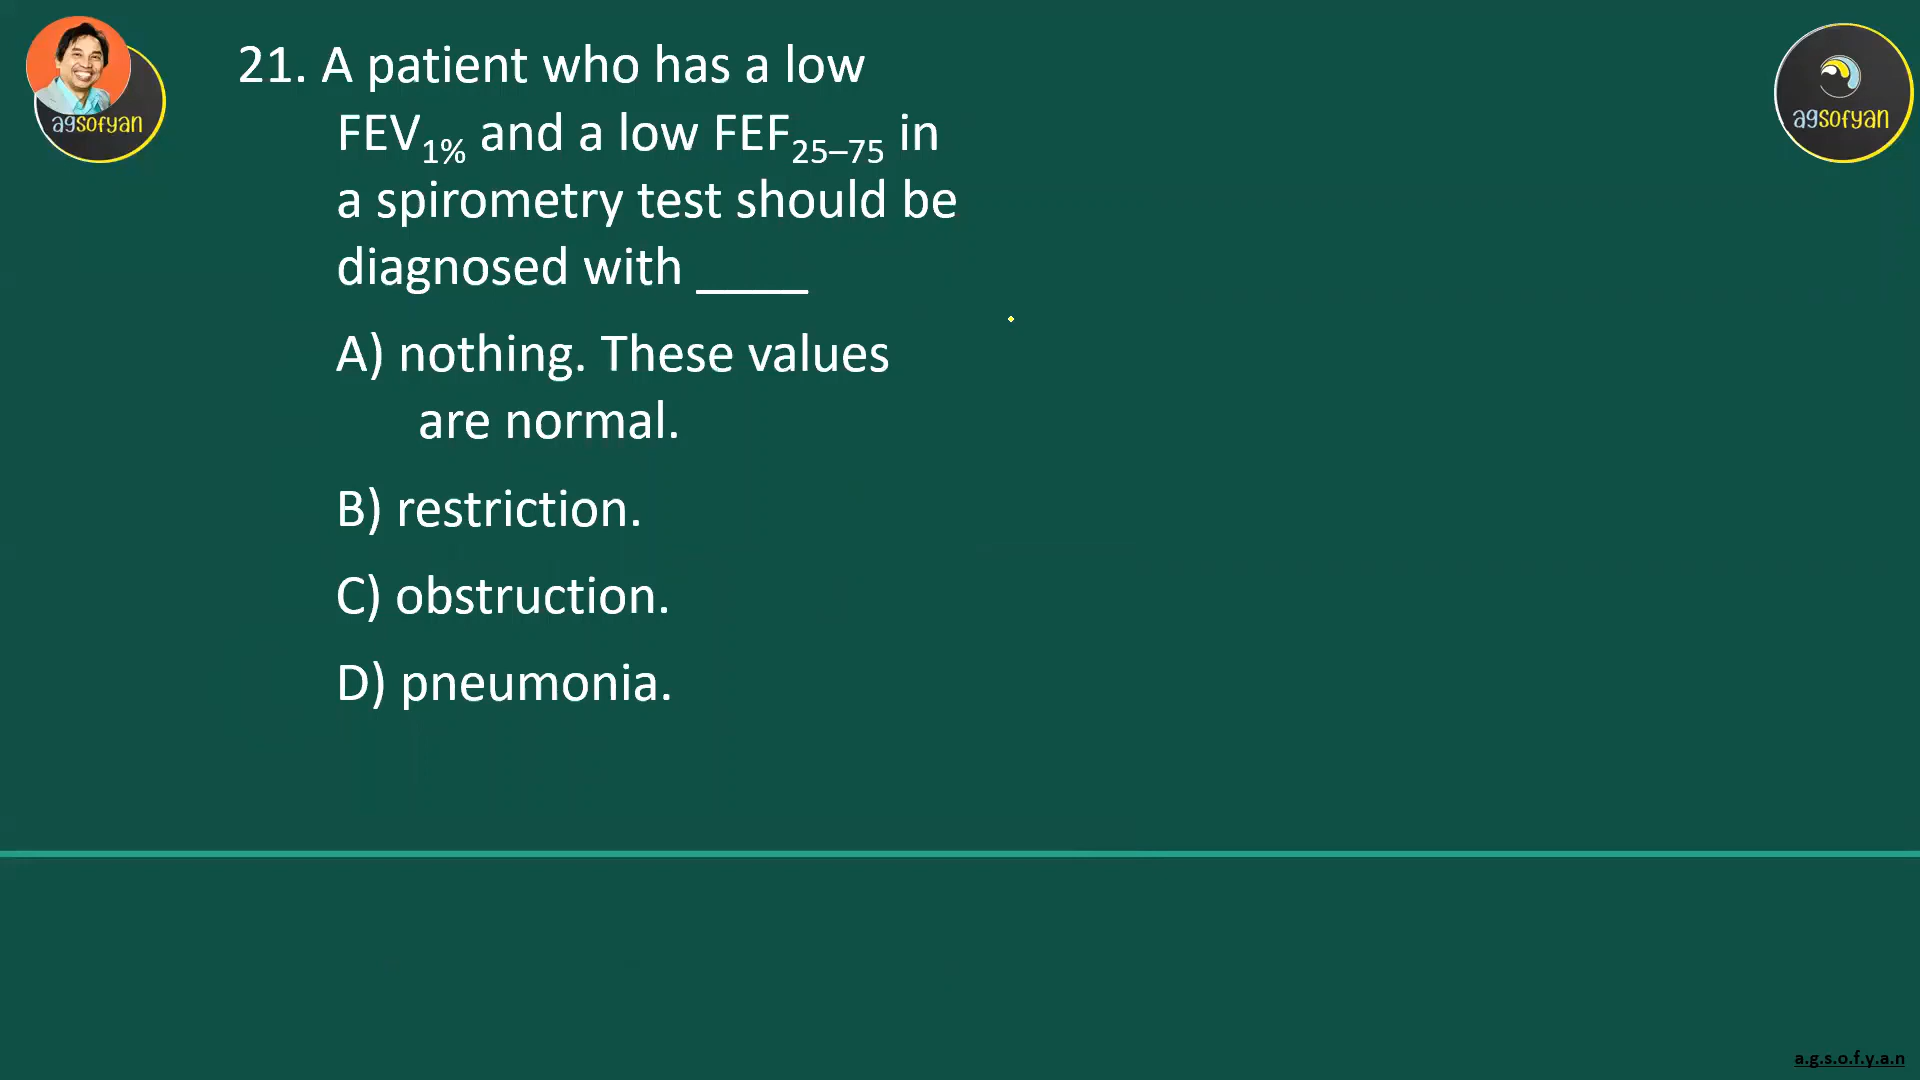 agsofyan
agsofyan
21. A patient who has a low
FEV1% and a low FEF25–75 in
a spirometry test should be
diagnosed with ____
A) nothing. These values
are normal.
B) restriction.
C) obstruction.
D) pneumonia.
a.g.s.o.f.y.a.n